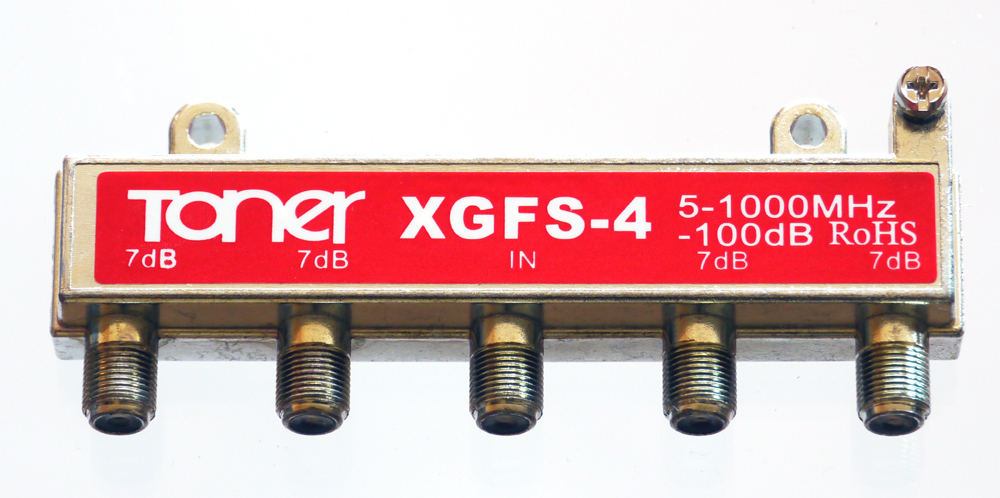 Toner XGFS-4 5-1000MHz
-100dB RoHS
7dB 7dB IN 7dB 7dB